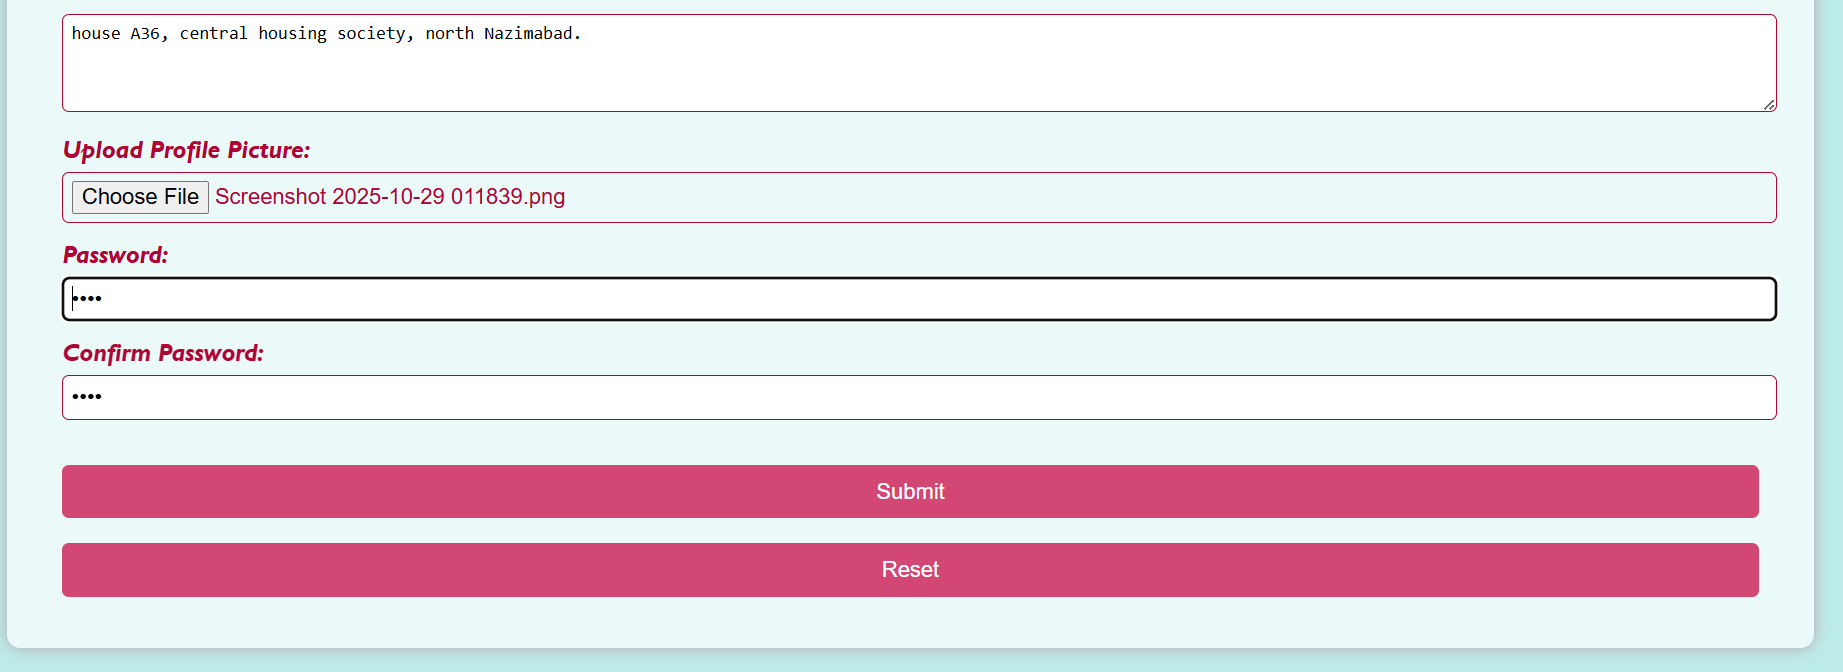 house A36, central housing society, north Nazimabad.
Upload Profile Picture:
Choose File Screenshot 2025-10-29 011839.png
Password:
••••
Confirm Password:
••••
Submit
Reset